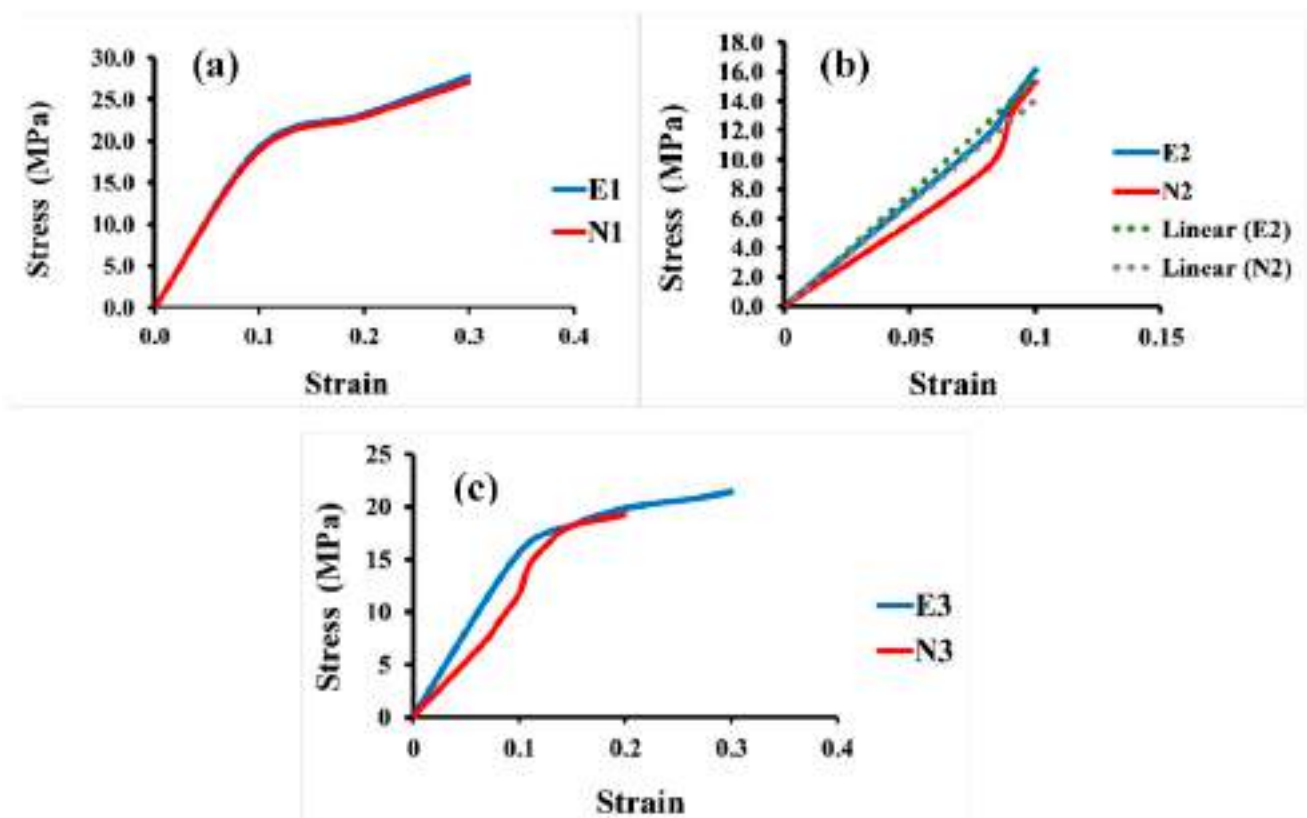 (a)
30.0
25.0
20.0
15.0
10.0
5.0
0.0
Stress (MPa)
0.0 0.1 0.2 0.3 0.4
Strain
E1
N1
(b)
18.0
16.0
14.0
12.0
10.0
8.0
6.0
4.0
2.0
0.0
Stress (MPa)
0 0.05 0.1 0.15
Strain
E2
N2
Linear (E2)
Linear (N2)
(c)
25
20
15
10
5
0
Stress (MPa)
0 0.1 0.2 0.3 0.4
Strain
E3
N3